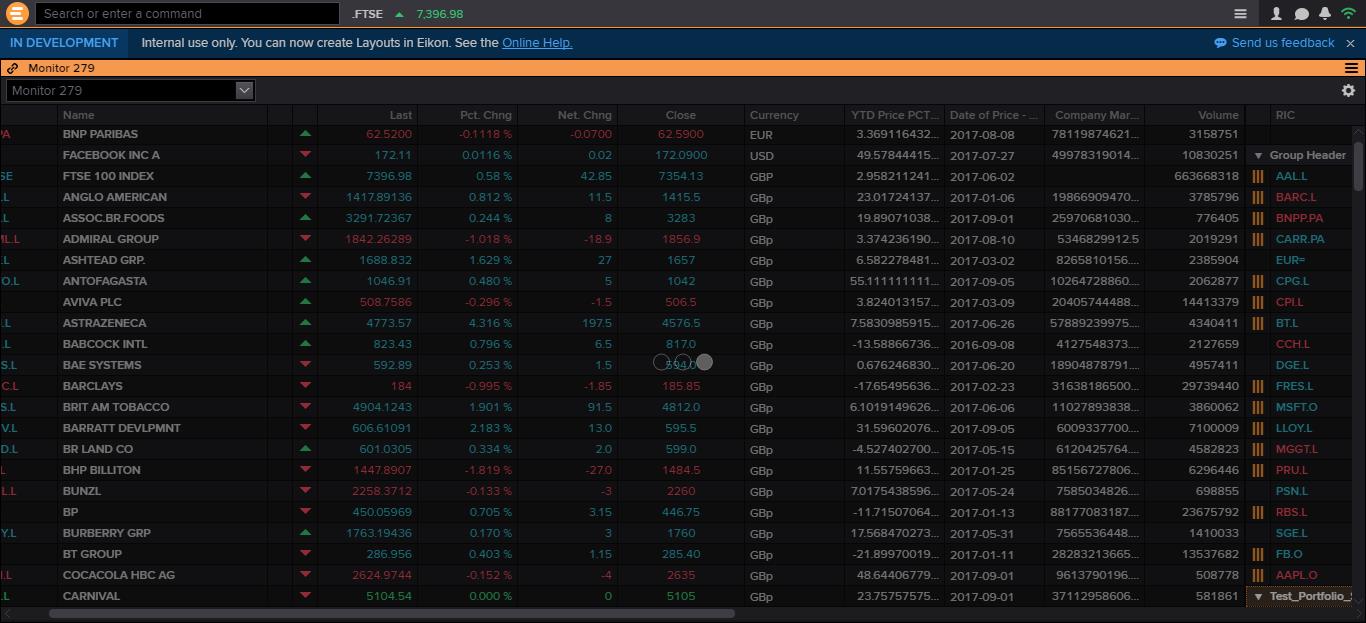 Search or enter a command .FTSE 7,396.98
IN DEVELOPMENT Internal use only. You can now create Layouts in Eikon. See the Online Help. Send us feedback
Monitor 279
Monitor 279
Name Last Pct. Chng Net. Chng Close Currency YTD Price PCT... Date of Price - ... Company Mar... Volume RIC
PA BNP PARIBAS 62.5200 -0.1118 % -0.0700 62.5900 EUR 3.369116432... 2017-08-08 78119874621... 3158751
FACEBOOK INC A 172.11 0.0116 % 0.02 172.0900 USD 49.57844415... 2017-07-27 49978319014... 10830251 Group Header
SE FTSE 100 INDEX 7396.98 0.58 % 42.85 7354.13 GBP 2.958211241... 2017-06-02 663668318 AAL.L
.L ANGLO AMERICAN 1417.89136 0.812 % 11.5 1415.5 GBp 23.01724137... 2017-01-06 19866909470... 3785796 BARC.L
.L ASSOC.BR.FOODS 3291.72367 0.244 % 8 3283 GBp 19.89071038... 2017-09-01 25970681030... 776405 BNPP.PA
ML.L ADMIRAL GROUP 1842.26289 -1.018 % -18.9 1856.9 GBp 3.374236190... 2017-08-10 5346829912.5 2019291 CARR.PA
.L ASHTEAD GRP. 1688.832 1.629 % 27 1657 GBp 6.582278481... 2017-03-02 8265810156.... 2385904 EUR=
O.L ANTOFAGASTA 1046.91 0.480 % 5 1042 GBp 55.111111111... 2017-09-05 10264728860.... 2062877 CPG.L
AVIVA PLC 508.7586 -0.296 % -1.5 506.5 GBp 3.824013157... 2017-03-09 20405744488... 14413379 CPI.L
.L ASTRAZENECA 4773.57 4.316 % 197.5 4576.5 GBp 7.5830985915... 2017-06-26 57889239975.... 4340411 BT.L
.L BABCOCK INTL 823.43 0.796 % 6.5 817.0 GBp -13.58866736... 2016-09-08 4127548373.... 2127659 CCH.L
S.L BAE SYSTEMS 592.89 0.253 % 1.5 594.0 GBp 0.676246830... 2017-06-20 18904878791.... 4957411 DGE.L
C.L BARCLAYS 184 -0.995 % -1.85 185.85 GBp -17.65495636... 2017-02-23 31638186500... 29739440 FRES.L
S.L BRIT AM TOBACCO 4904.1243 1.901 % 91.5 4812.0 GBp 6.1019149626... 2017-06-06 11027893838... 3860062 MSFT.O
V.L BARRATT DEVLPMNT 606.61091 2.183 % 13.0 595.5 GBp 31.59602076... 2017-09-05 6009337700.... 7100009 LLOY.L
D.L BR LAND CO 601.0305 0.334 % 2.0 599.0 GBp -4.527402700... 2017-05-15 6120425764.... 4582823 MGGT.L
L BHP BILLITON 1447.8907 -1.819 % -27.0 1484.5 GBp 11.55759663... 2017-01-25 85156727806... 6296446 PRU.L
L.L BUNZL 2258.3712 -0.133 % -3 2260 GBp 7.0175438596... 2017-05-24 7585034826.... 698855 PSN.L
BP 450.05969 0.705 % 3.15 446.75 GBp -11.71507064... 2017-01-13 88177083187.... 23675792 RBS.L
Y.L BURBERRY GRP 1763.19436 0.170 % 3 1760 GBp 17.568470273... 2017-05-31 7565536448.... 1410033 SGE.L
BT GROUP 286.956 0.403 % 1.15 285.40 GBp -21.89970019... 2017-01-11 28283213665... 13537682 FB.O
.L COCACOLA HBC AG 2624.9744 -0.152 % -4 2635 GBp 48.64406779... 2017-09-01 9613790196.... 508778 AAPL.O
.L CARNIVAL 5104.54 0.000 % 0 5105 GBp 23.75757575... 2017-09-01 37112958606... 581861 Test_Portfolio_